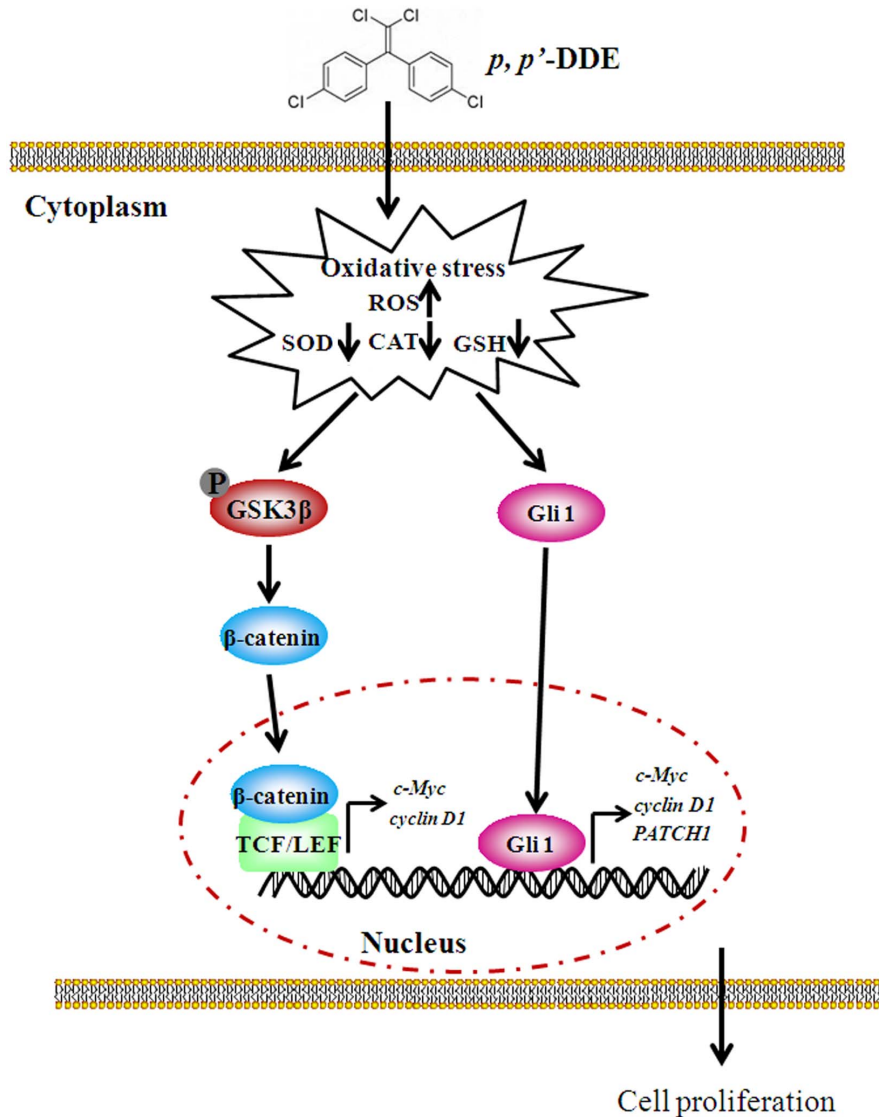 Cl Cl
p, p’-DDE
Cl Cl
Cytoplasm
Oxidative stress
ROS
SOD CAT GSH
P
GSK3β
Gli 1
β-catenin
c-Myc
cyclin D1
c-Myc
cyclin D1
PATCH1
β-catenin
TCF/LEF
Gli 1
Nucleus
Cell proliferation